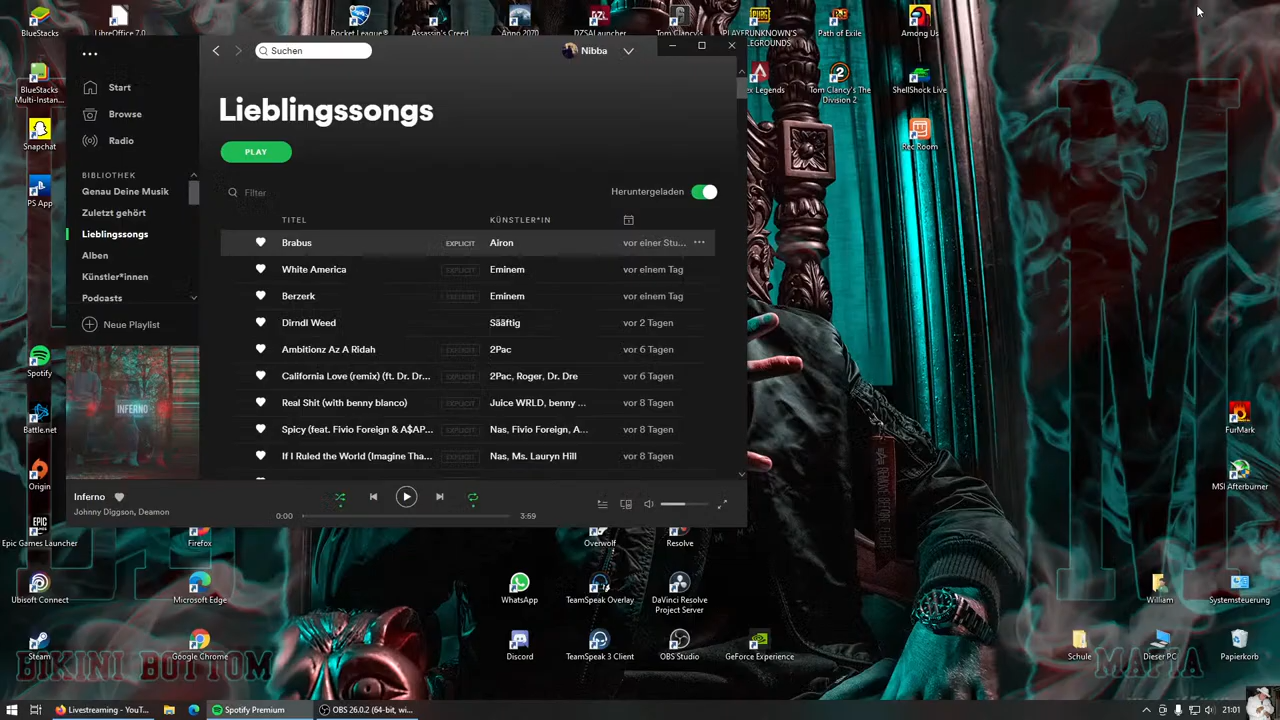 BlueStacks
LibreOffice 7.0
Rocket League®
Anno 2070
DZSALauncher
Tom Clancy's
Path of Exile
Among Us
BlueStacks
Multi-Instan...
Snapchat
PS App
Spotify
Battle.net
Origin
Epic Games Launcher
Ubisoft Connect
Steam
Suchen
Nibba
Start
Browse
Radio
BIBLIOTHEK
Genau Deine Musik
Zuletzt gehört
Lieblingssongs
Alben
Künstler*innen
Podcasts
Neue Playlist
INFERNO
Lieblingssongs
PLAY
Filter
Heruntergeladen
TITEL KÜNSTLER*IN
Brabus EXPLICIT Airon vor einer Stu... ···
White America EXPLICIT Eminem vor einem Tag
Berzerk EXPLICIT Eminem vor einem Tag
Dirndl Weed Sääftig vor 2 Tagen
Ambitionz Az A Ridah EXPLICIT 2Pac vor 6 Tagen
California Love (remix) (ft. Dr. Dr... EXPLICIT 2Pac, Roger, Dr. Dre vor 6 Tagen
Real Shit (with benny blanco) EXPLICIT Juice WRLD, benny ... vor 8 Tagen
Spicy (feat. Fivio Foreign & A$AP... EXPLICIT Nas, Fivio Foreign, A... vor 8 Tagen
If I Ruled the World (Imagine Tha... EXPLICIT Nas, Ms. Lauryn Hill vor 8 Tagen
Inferno
Johnny Diggson, Deamon
0:00 3:59
Tom Clancy's
The Division 2
ShellShock Live
Rec Room
FurMark
MSI Afterburner
Firefox
Overwolf
Resolve
Microsoft Edge
WhatsApp
TeamSpeak Overlay
DaVinci Resolve
Project Server
William
Systemsteuerung
Google Chrome
Discord
TeamSpeak 3 Client
OBS Studio
GeForce Experience
Schule
Dieser PC
Papierkorb
BIKINI BOTTOM
MAFIA
Livestreaming – YouT...
Spotify Premium
OBS 26.0.2 (64-bit, wi...
21:01